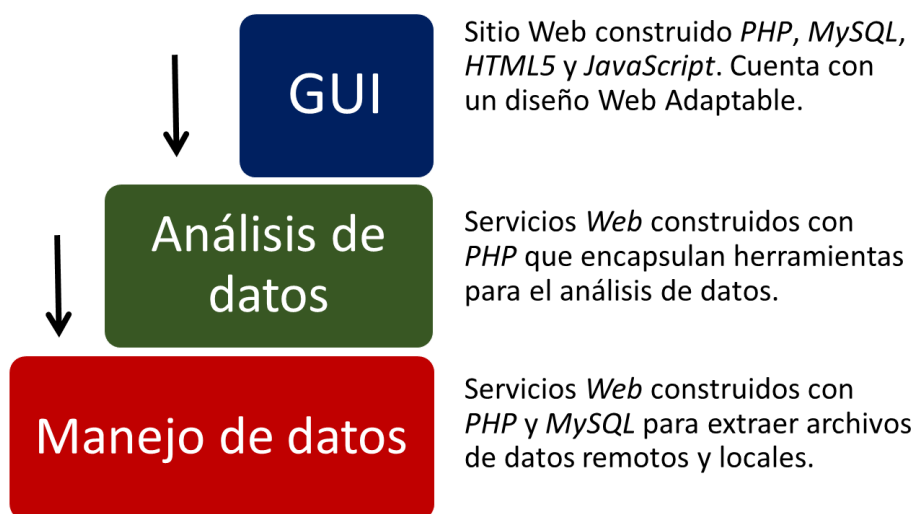 GUI
Sitio Web construido PHP, MySQL,
HTML5 y JavaScript. Cuenta con
un diseño Web Adaptable.
Análisis de
datos
Servicios Web construidos con
PHP que encapsulan herramientas
para el análisis de datos.
Manejo de datos
Servicios Web construidos con
PHP y MySQL para extraer archivos
de datos remotos y locales.